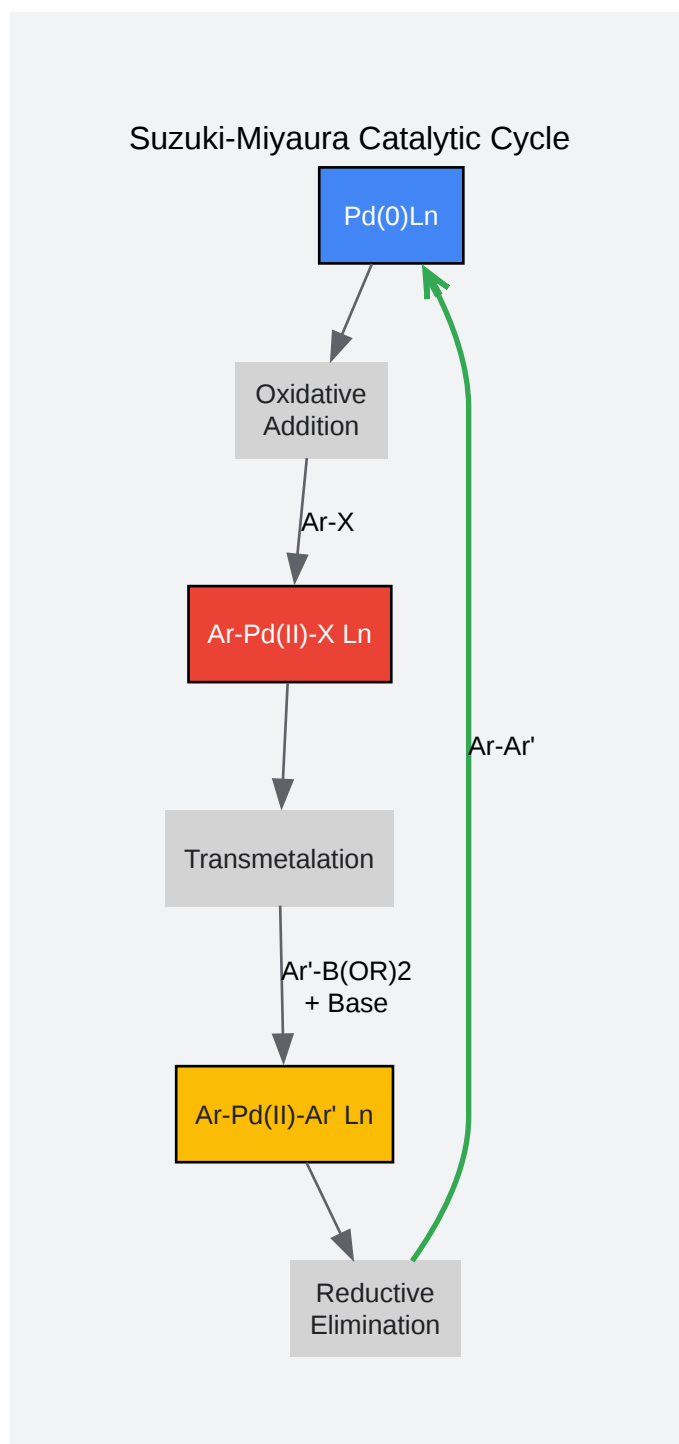 Suzuki-Miyaura Catalytic Cycle
Pd(0)Ln
Oxidative
Addition
Ar-X
Ar-Pd(II)-X Ln
Ar-Ar'
Transmetalation
Ar'-B(OR)2
+ Base
Ar-Pd(II)-Ar' Ln
Reductive
Elimination